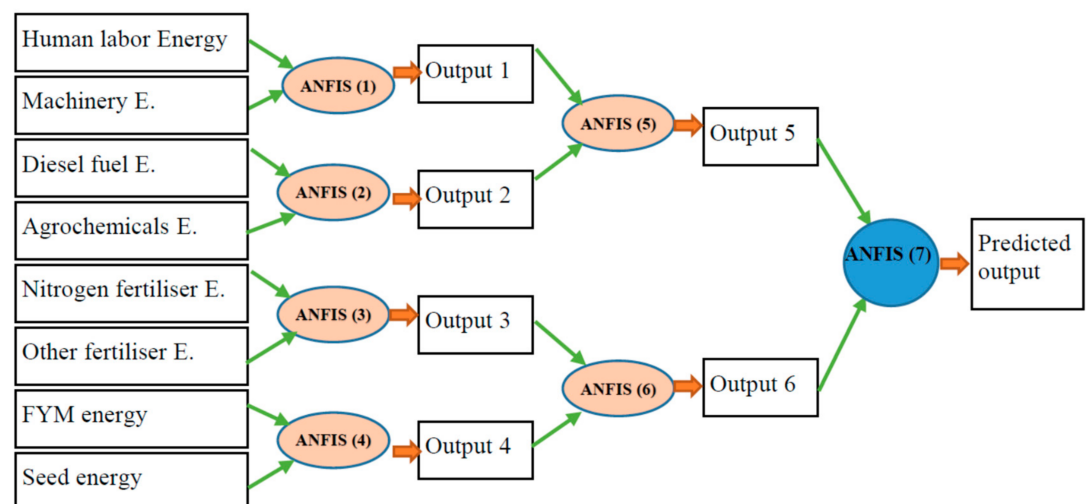 Human labor Energy
Machinery E.
Diesel fuel E.
Agrochemicals E.
Nitrogen fertiliser E.
Other fertiliser E.
FYM energy
Seed energy
ANFIS (1)
ANFIS (2)
ANFIS (3)
ANFIS (4)
Output 1
Output 2
Output 3
Output 4
ANFIS (5)
ANFIS (6)
Output 5
Output 6
ANFIS (7)
Predicted
output